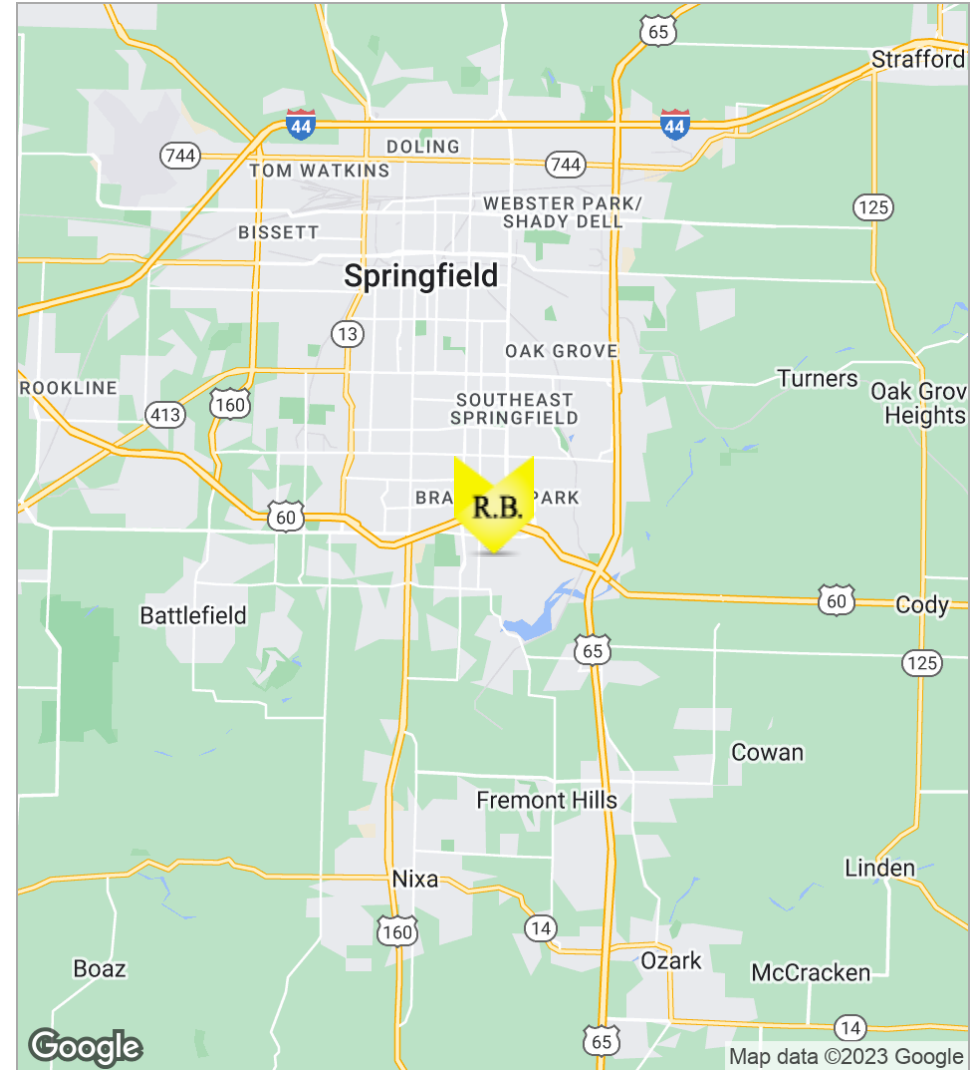 65
Strafford
44
44
DOLING
744
744
TOM WATKINS
125
WEBSTER PARK/
SHADY DELL
BISSETT
Springfield
13
OAK GROVE
Turners
ROOKLINE
160
Oak Grov
Heights
SOUTHEAST
SPRINGFIELD
413
BRA
PARK
R.B.
60
60
Cody
Battlefield
65
125
Cowan
Fremont Hills
Linden
Nixa
160
14
Ozark
Boaz
McCracken
14
65
Google
Map data ©2023 Google